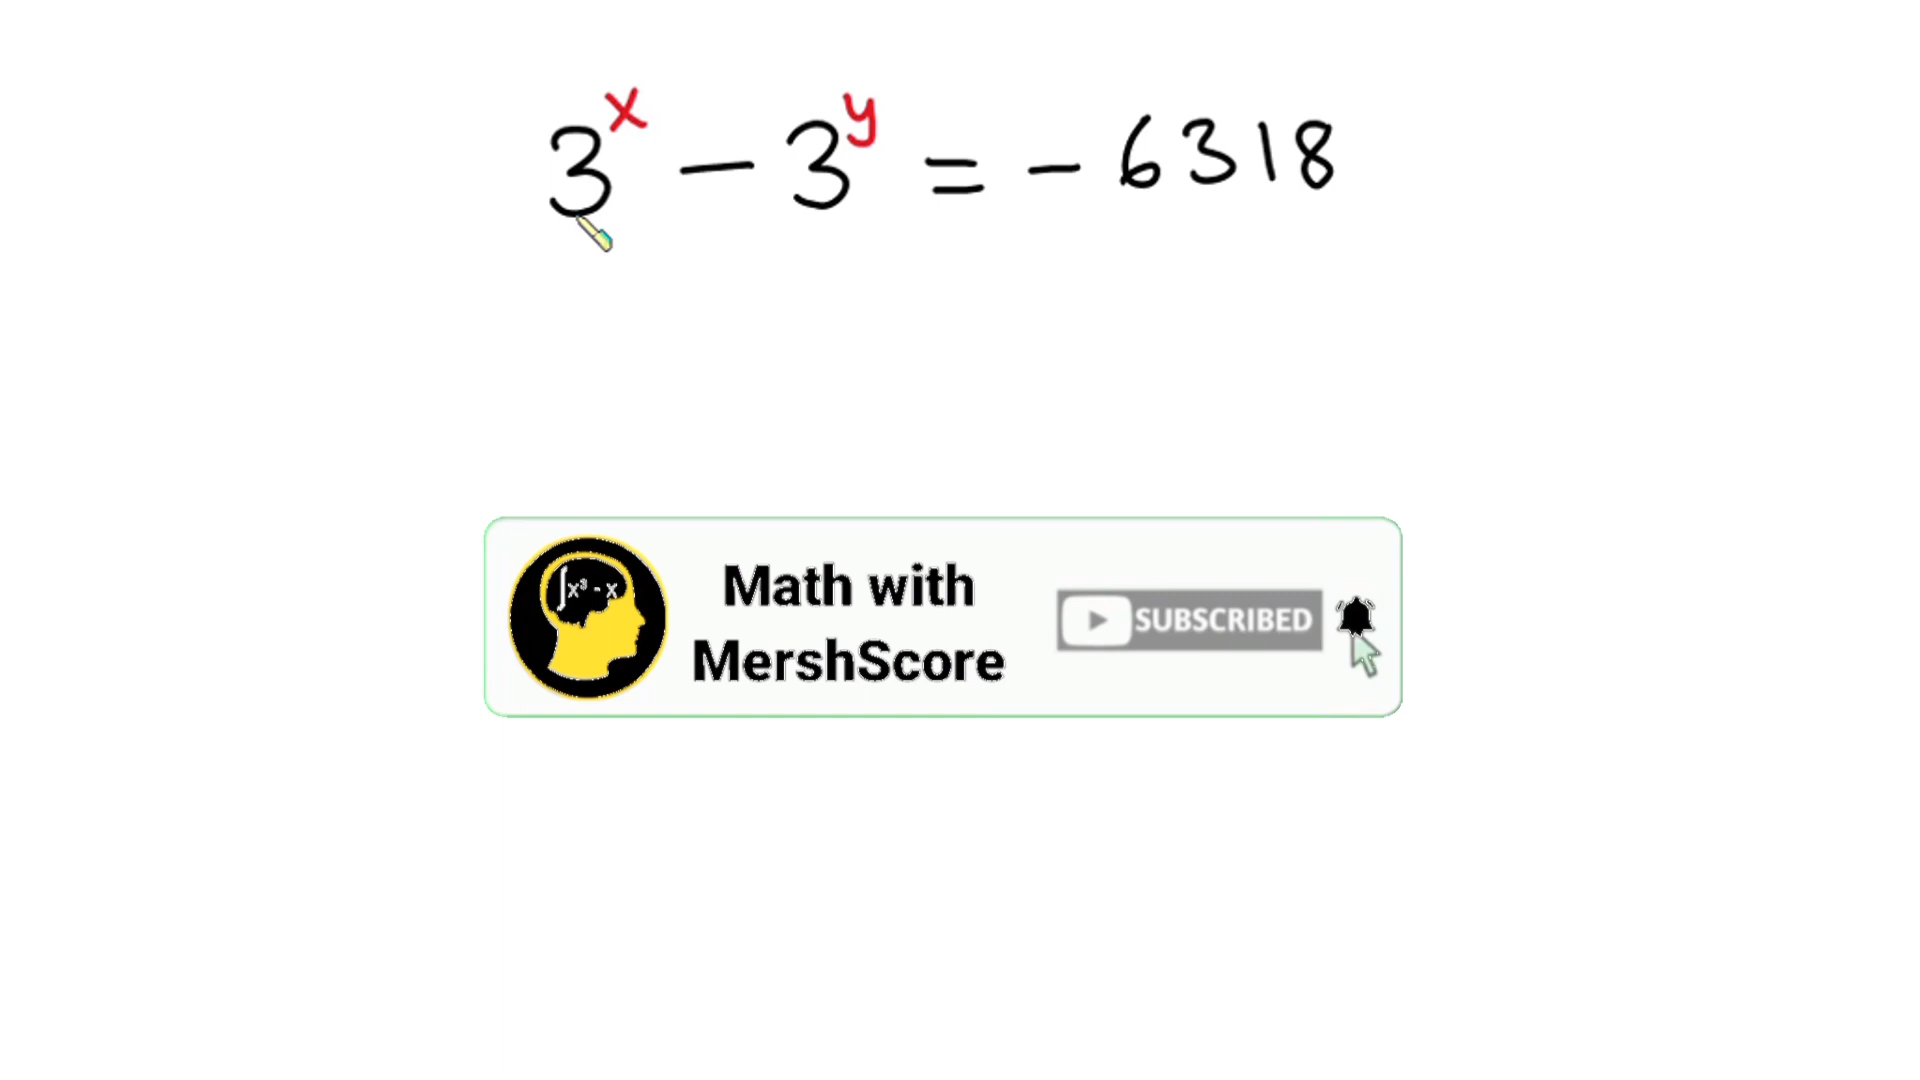 3^x - 3^y = - 6318
∫x³ - x
Math with
MershScore
SUBSCRIBED